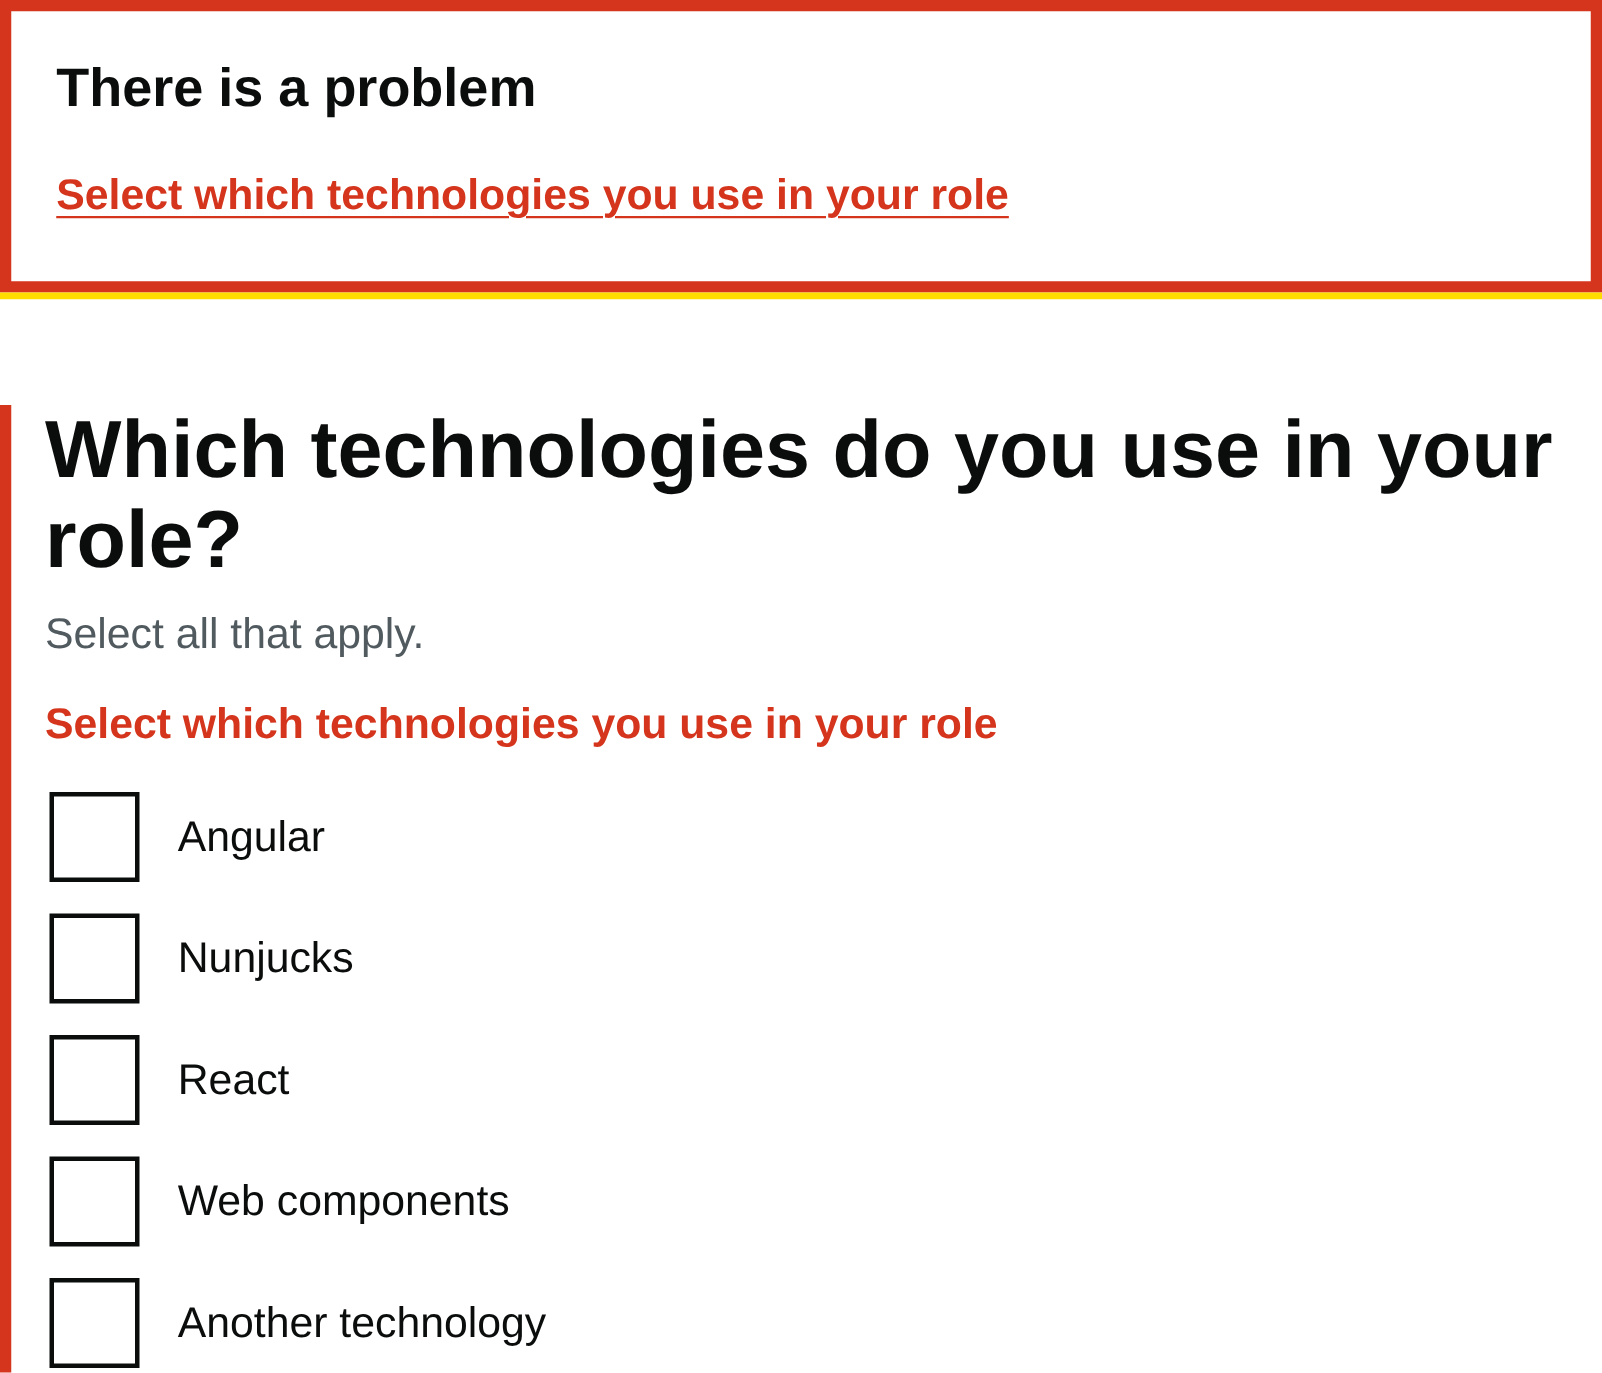 There is a problem
Select which technologies you use in your role
Which technologies do you use in your
role?
Select all that apply.
Select which technologies you use in your role
Angular
Nunjucks
React
Web components
Another technology